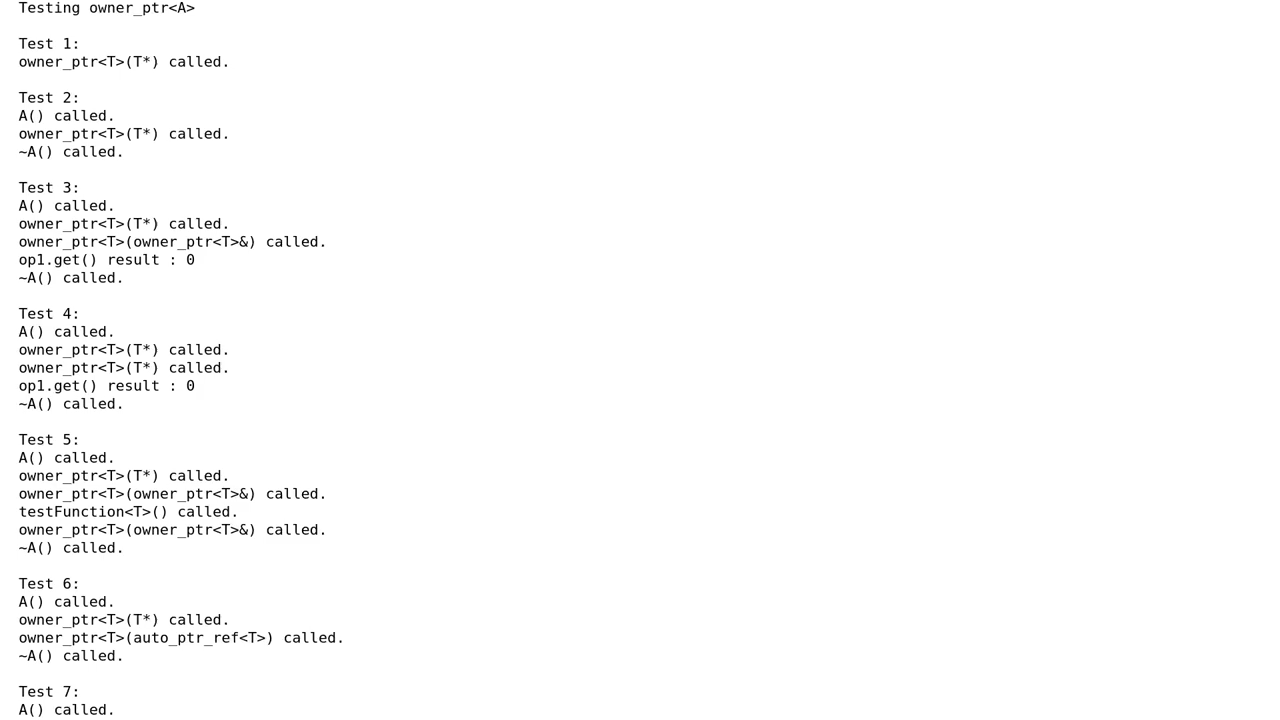 Testing owner_ptr<A>
Test 1:
owner_ptr<T>(T*) called.
Test 2:
A() called.
owner_ptr<T>(T*) called.
~A() called.
Test 3:
A() called.
owner_ptr<T>(T*) called.
owner_ptr<T>(owner_ptr<T>&) called.
op1.get() result : 0
~A() called.
Test 4:
A() called.
owner_ptr<T>(T*) called.
owner_ptr<T>(T*) called.
op1.get() result : 0
~A() called.
Test 5:
A() called.
owner_ptr<T>(T*) called.
owner_ptr<T>(owner_ptr<T>&) called.
testFunction<T>() called.
owner_ptr<T>(owner_ptr<T>&) called.
~A() called.
Test 6:
A() called.
owner_ptr<T>(T*) called.
owner_ptr<T>(auto_ptr_ref<T>) called.
~A() called.
Test 7:
A() called.